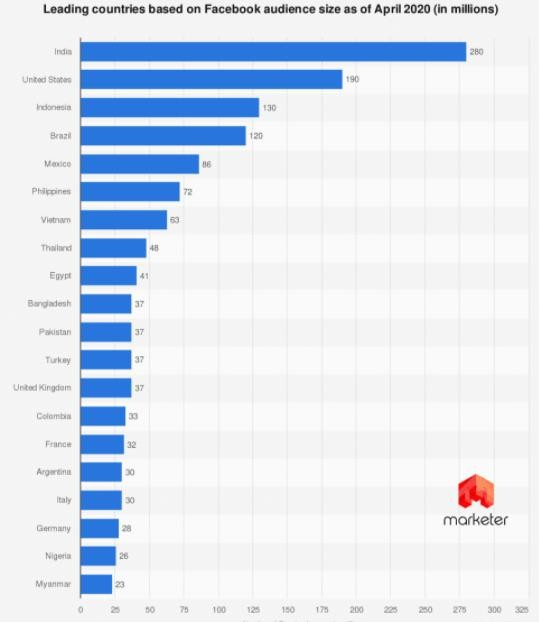 Leading countries based on Facebook audience size as of April 2020 (in millions)
India 280
United States 190
Indonesia 130
Brazil 120
Mexico 86
Philippines 72
Vietnam 63
Thailand 48
Egypt 41
Bangladesh 37
Pakistan 37
Turkey 37
United Kingdom 37
Colombia 33
France 32
Argentina 30
Italy 30
Germany 28
Nigeria 26
Myanmar 23
marketer
0 25 50 75 100 125 150 175 200 225 250 275 300 325